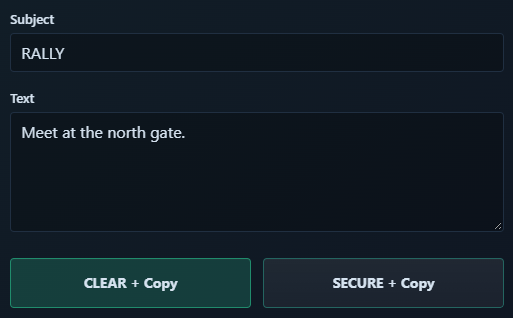 Subject
RALLY
Text
Meet at the north gate.
CLEAR + Copy
SECURE + Copy